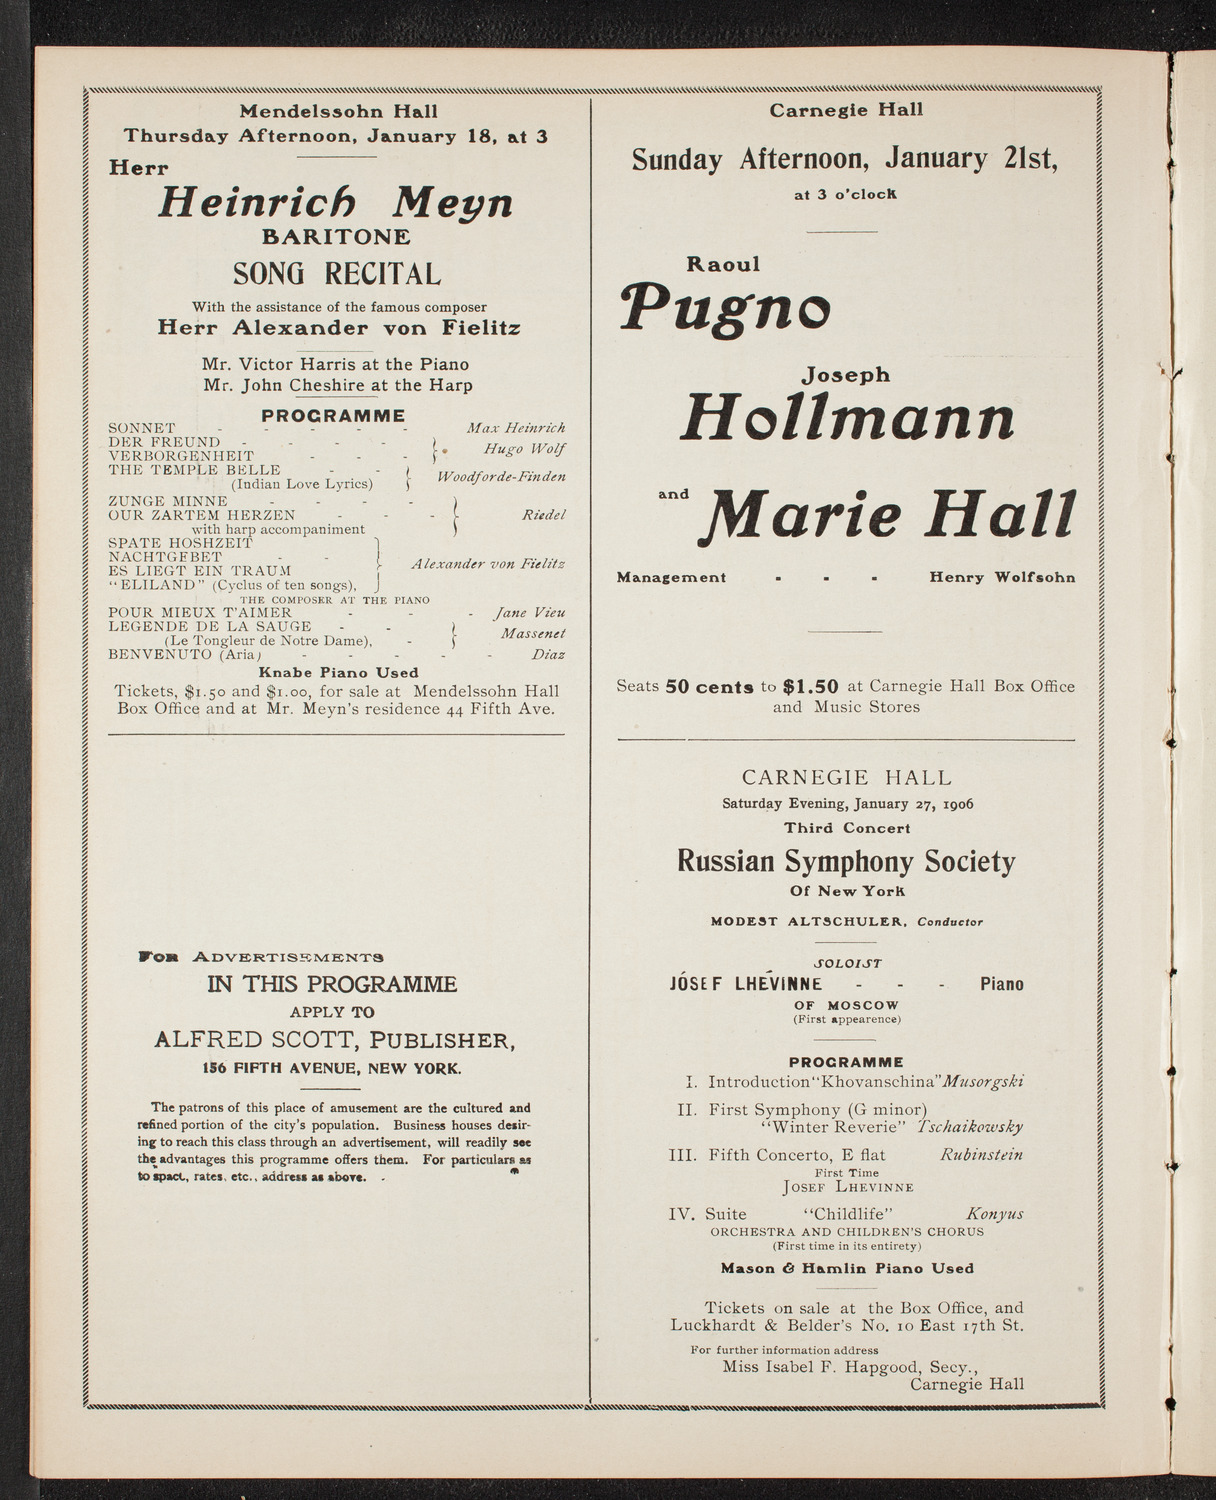 Mendelssohn Hall
Thursday Afternoon, January 18, at 3
Herr
Heinrich Meyn
BARITONE
SONG RECITAL
With the assistance of the famous composer
Herr Alexander von Fielitz
Mr. Victor Harris at the Piano
Mr. John Cheshire at the Harp
PROGRAMME
SONNET - - - - - Max Heinrich
DER FREUND - - - -
VERBORGENHEIT - - - Hugo Wolf
THE TEMPLE BELLE - -
(Indian Love Lyrics) Woodforde-Finden
ZUNGE MINNE - - - -
OUR ZARTEM HERZEN - - - Riedel
with harp accompaniment
SPATE HOSHZEIT
NACHTGEBET - -
ES LIEGT EIN TRAUM Alexander von Fielitz
"ELILAND" (Cyclus of ten songs),
THE COMPOSER AT THE PIANO
POUR MIEUX T'AIMER - - - Jane Vieu
LEGENDE DE LA SAUGE - -
(Le Tongleur de Notre Dame), - Massenet
BENVENUTO (Aria) - - - - - Diaz
Knabe Piano Used
Tickets, $1.50 and $1.00, for sale at Mendelssohn Hall
Box Office and at Mr. Meyn's residence 44 Fifth Ave.
For Advertisements
IN THIS PROGRAMME
APPLY TO
ALFRED SCOTT, PUBLISHER,
156 FIFTH AVENUE, NEW YORK.
The patrons of this place of amusement are the cultured and
refined portion of the city's population. Business houses desir-
ing to reach this class through an advertisement, will readily see
the advantages this programme offers them. For particulars as
to spact, rates, etc., address as above.
Carnegie Hall
Sunday Afternoon, January 21st,
at 3 o'clock
Raoul
Pugno
Joseph
Hollmann
and Marie Hall
Management - - - Henry Wolfsohn
Seats 50 cents to $1.50 at Carnegie Hall Box Office
and Music Stores
CARNEGIE HALL
Saturday Evening, January 27, 1906
Third Concert
Russian Symphony Society
Of New York
MODEST ALTSCHULER, Conductor
SOLOIST
JÓSEF LHÉVINNE - - - Piano
OF MOSCOW
(First appearence)
PROGRAMME
I. Introduction "Khovanschina" Musorgski
II. First Symphony (G minor)
"Winter Reverie" Tschaikowsky
III. Fifth Concerto, E flat Rubinstein
First Time
JOSEF LHEVINNE
IV. Suite "Childlife" Konyus
ORCHESTRA AND CHILDREN'S CHORUS
(First time in its entirety)
Mason & Hamlin Piano Used
Tickets on sale at the Box Office, and
Luckhardt & Belder's No. 10 East 17th St.
For further information address
Miss Isabel F. Hapgood, Secy.,
Carnegie Hall